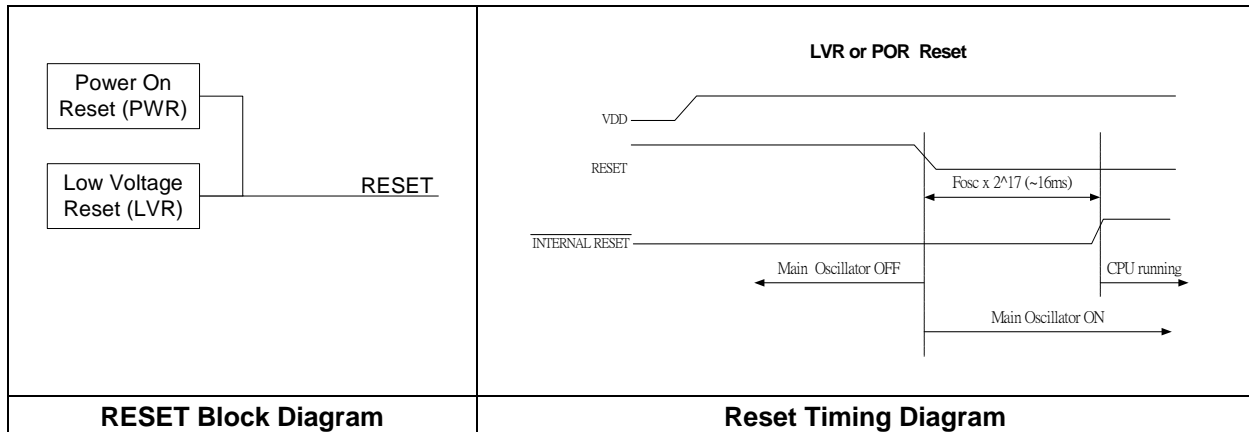 Power On
Reset (PWR)
Low Voltage
Reset (LVR)
RESET
LVR or POR Reset
VDD
RESET
Fosc x 2^17 (~16ms)
INTERNAL RESET
Main Oscillator OFF
CPU running
Main Oscillator ON
RESET Block Diagram
Reset Timing Diagram